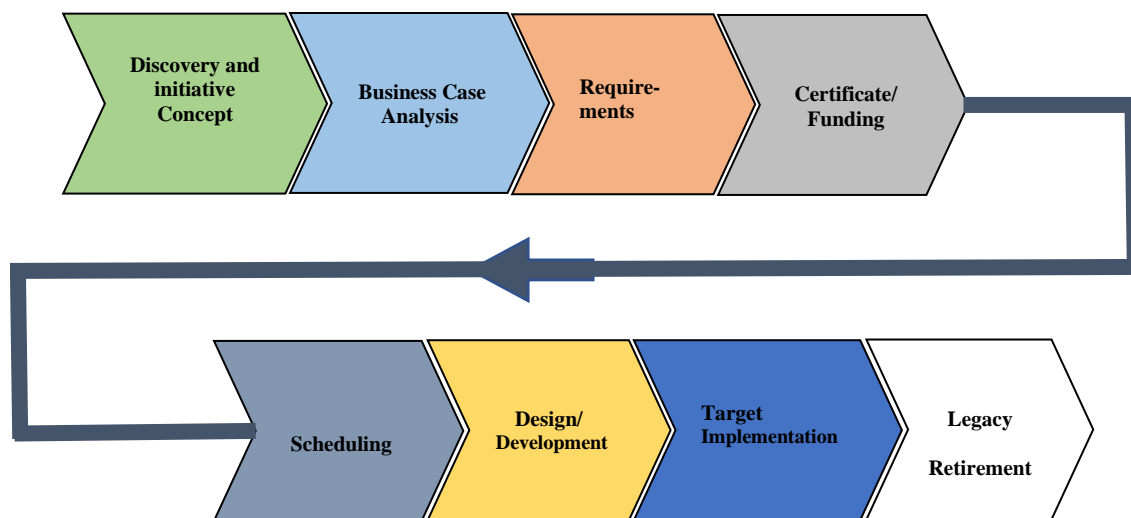 Discovery and
initiative
Concept
Business Case
Analysis
Require-
ments
Certificate/
Funding
Scheduling
Design/
Development
Target
Implementation
Legacy
Retirement